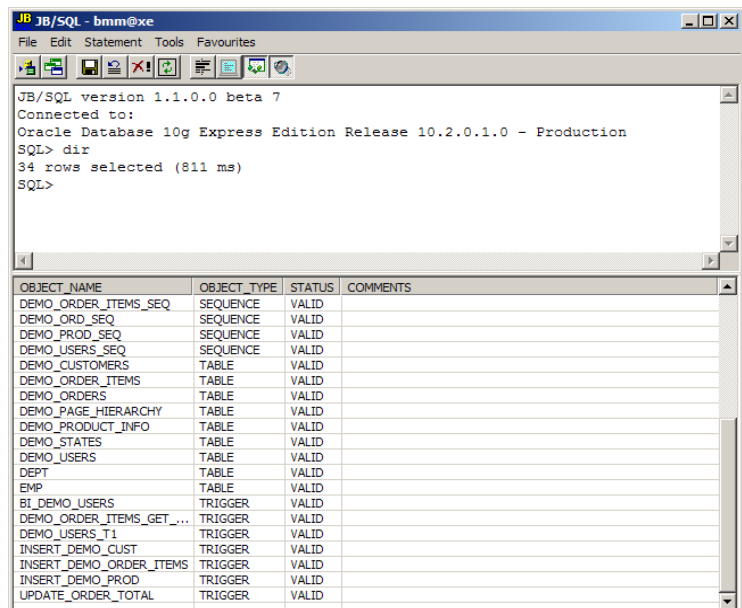 JB JB/SQL - bmm@xe
File Edit Statement Tools Favourites
JB/SQL version 1.1.0.0 beta 7
Connected to:
Oracle Database 10g Express Edition Release 10.2.0.1.0 - Production
SQL> dir
34 rows selected (811 ms)
SQL>
OBJECT_NAME OBJECT_TYPE STATUS COMMENTS
DEMO_ORDER_ITEMS_SEQ SEQUENCE VALID
DEMO_ORD_SEQ SEQUENCE VALID
DEMO_PROD_SEQ SEQUENCE VALID
DEMO_USERS_SEQ SEQUENCE VALID
DEMO_CUSTOMERS TABLE VALID
DEMO_ORDER_ITEMS TABLE VALID
DEMO_ORDERS TABLE VALID
DEMO_PAGE_HIERARCHY TABLE VALID
DEMO_PRODUCT_INFO TABLE VALID
DEMO_STATES TABLE VALID
DEMO_USERS TABLE VALID
DEPT TABLE VALID
EMP TABLE VALID
BI_DEMO_USERS TRIGGER VALID
DEMO_ORDER_ITEMS_GET_... TRIGGER VALID
DEMO_USERS_T1 TRIGGER VALID
INSERT_DEMO_CUST TRIGGER VALID
INSERT_DEMO_ORDER_ITEMS TRIGGER VALID
INSERT_DEMO_PROD TRIGGER VALID
UPDATE_ORDER_TOTAL TRIGGER VALID